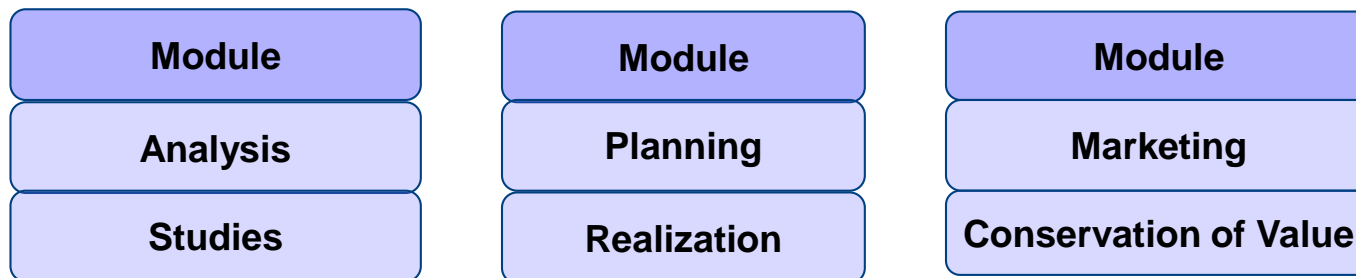 Module
Analysis
Studies
Module
Planning
Realization
Module
Marketing
Conservation of Value